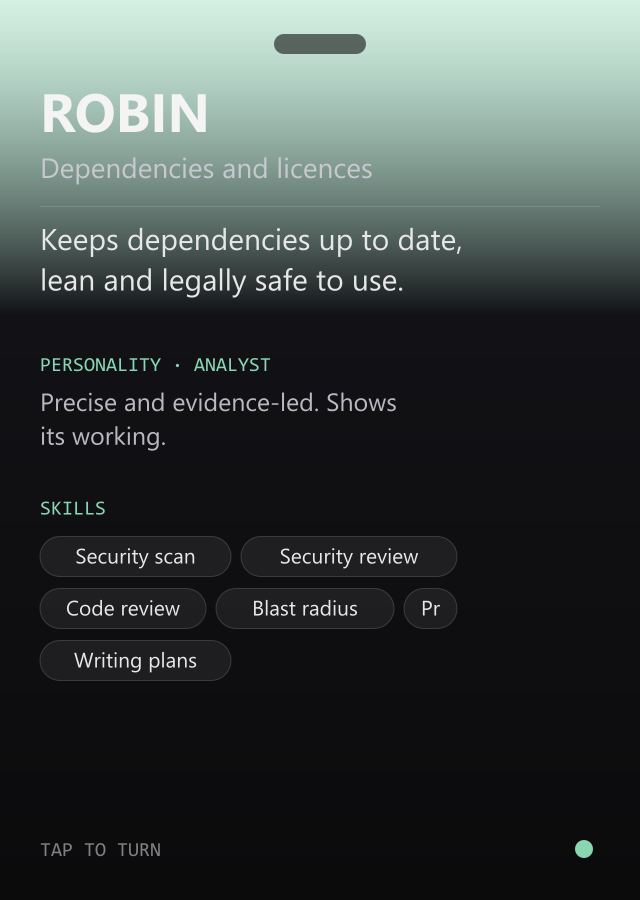 ROBIN
Dependencies and licences
Keeps dependencies up to date,
lean and legally safe to use.
PERSONALITY · ANALYST
Precise and evidence-led. Shows
its working.
SKILLS
Security scan Security review
Code review Blast radius Pr
Writing plans
TAP TO TURN